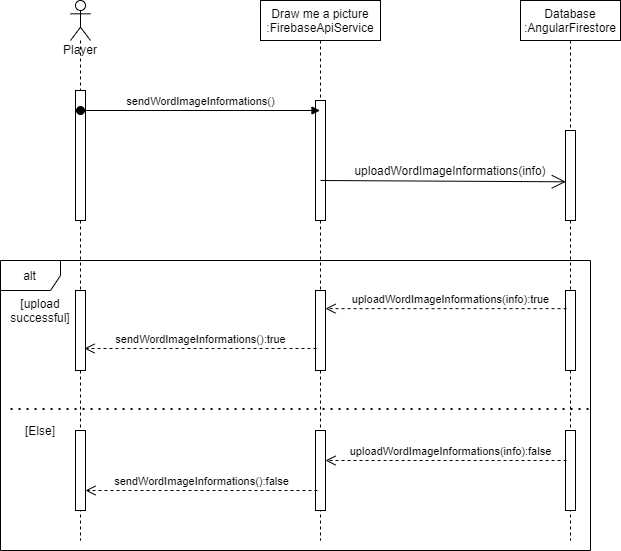 Player
Draw me a picture
:FirebaseApiService
Database
:AngularFirestore
sendWordImageInformations()
uploadWordImageInformations(info)
alt
[upload
successful]
uploadWordImageInformations(info):true
sendWordImageInformations():true
[Else]
uploadWordImageInformations(info):false
sendWordImageInformations():false